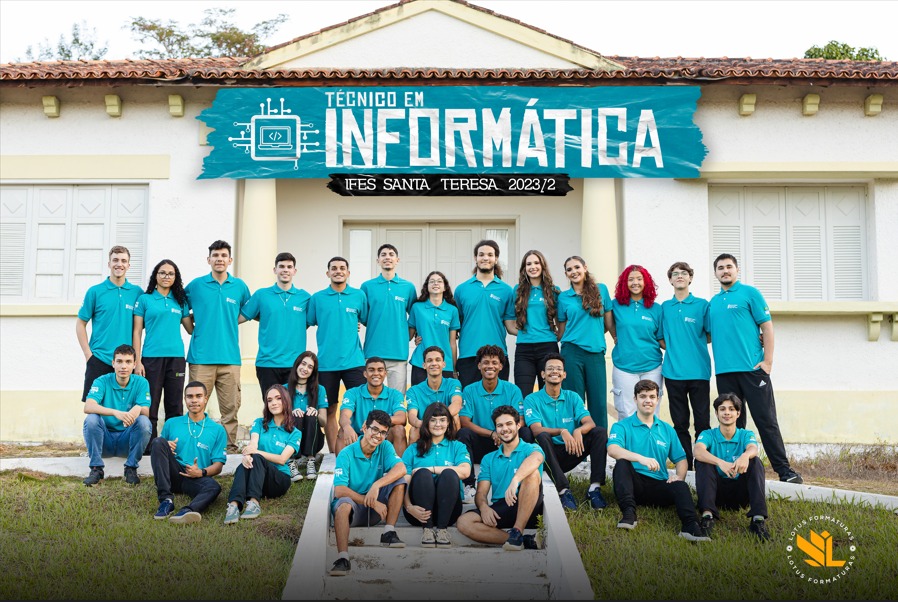 TÉCNICO EM
INFORMÁTICA
</>
IFES SANTA TERESA 2023/2
LOTUS FORMATURAS
LOTUS FORMATURAS